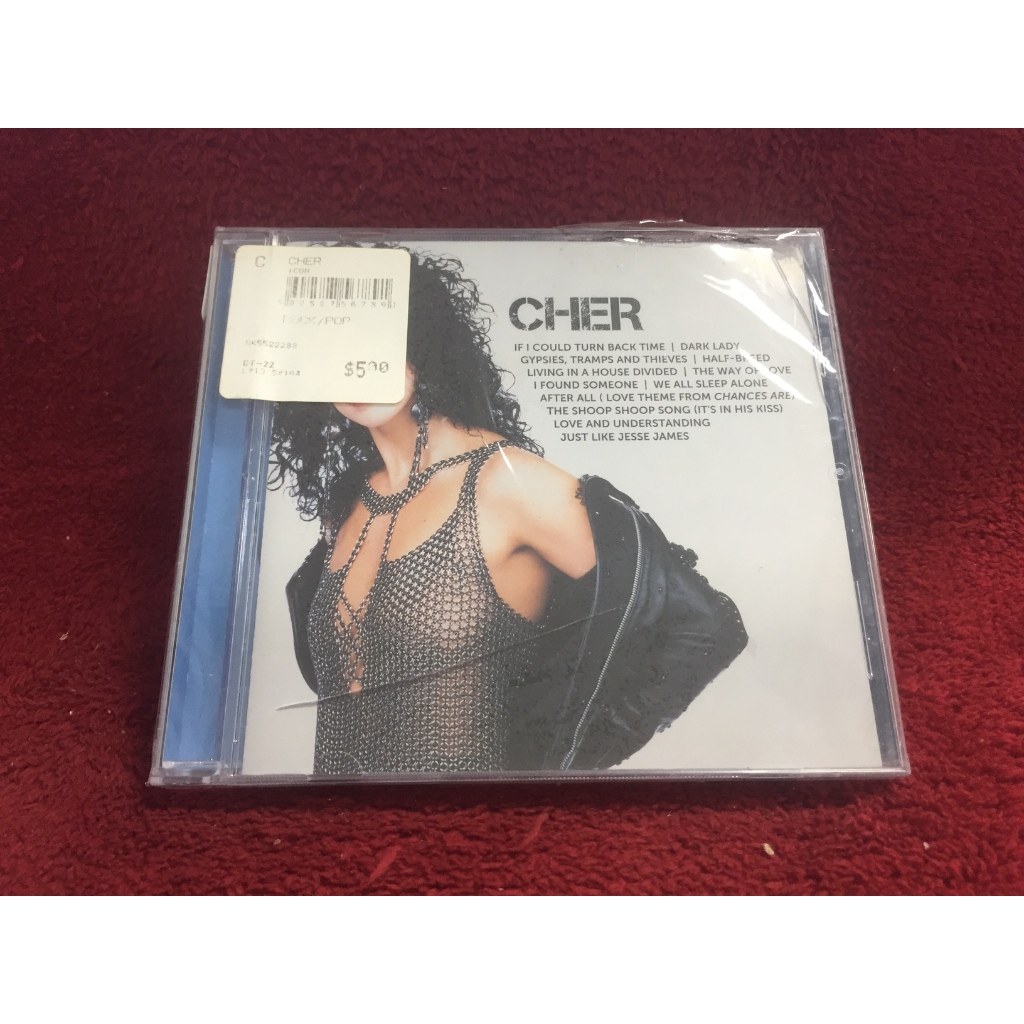 C CHER
ICON
ROCK/POP
$5.00
CHER
IF I COULD TURN BACK TIME | DARK LADY
GYPSIES, TRAMPS AND THIEVES | HALF-BREED
LIVING IN A HOUSE DIVIDED | THE WAY OF LOVE
I FOUND SOMEONE | WE ALL SLEEP ALONE
AFTER ALL ( LOVE THEME FROM CHANCES ARE)
THE SHOOP SHOOP SONG (IT'S IN HIS KISS)
LOVE AND UNDERSTANDING
JUST LIKE JESSE JAMES